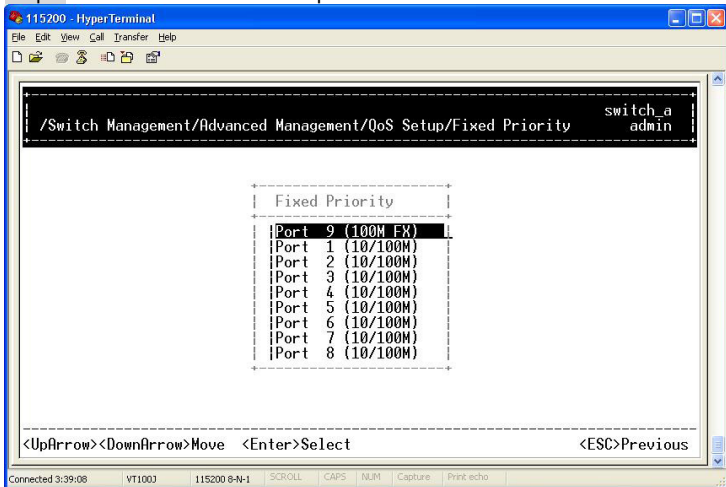 115200 - HyperTerminal
File Edit View Call Transfer Help
switch_a
/Switch Management/Advanced Management/QoS Setup/Fixed Priority admin
Fixed Priority
Port 9 (100M FX)
Port 1 (10/100M)
Port 2 (10/100M)
Port 3 (10/100M)
Port 4 (10/100M)
Port 5 (10/100M)
Port 6 (10/100M)
Port 7 (10/100M)
Port 8 (10/100M)
<UpArrow><DownArrow>Move <Enter>Select <ESC>Previous
Connected 3:39:08 VT100J 115200 8-N-1 SCROLL CAPS NUM Capture Print echo